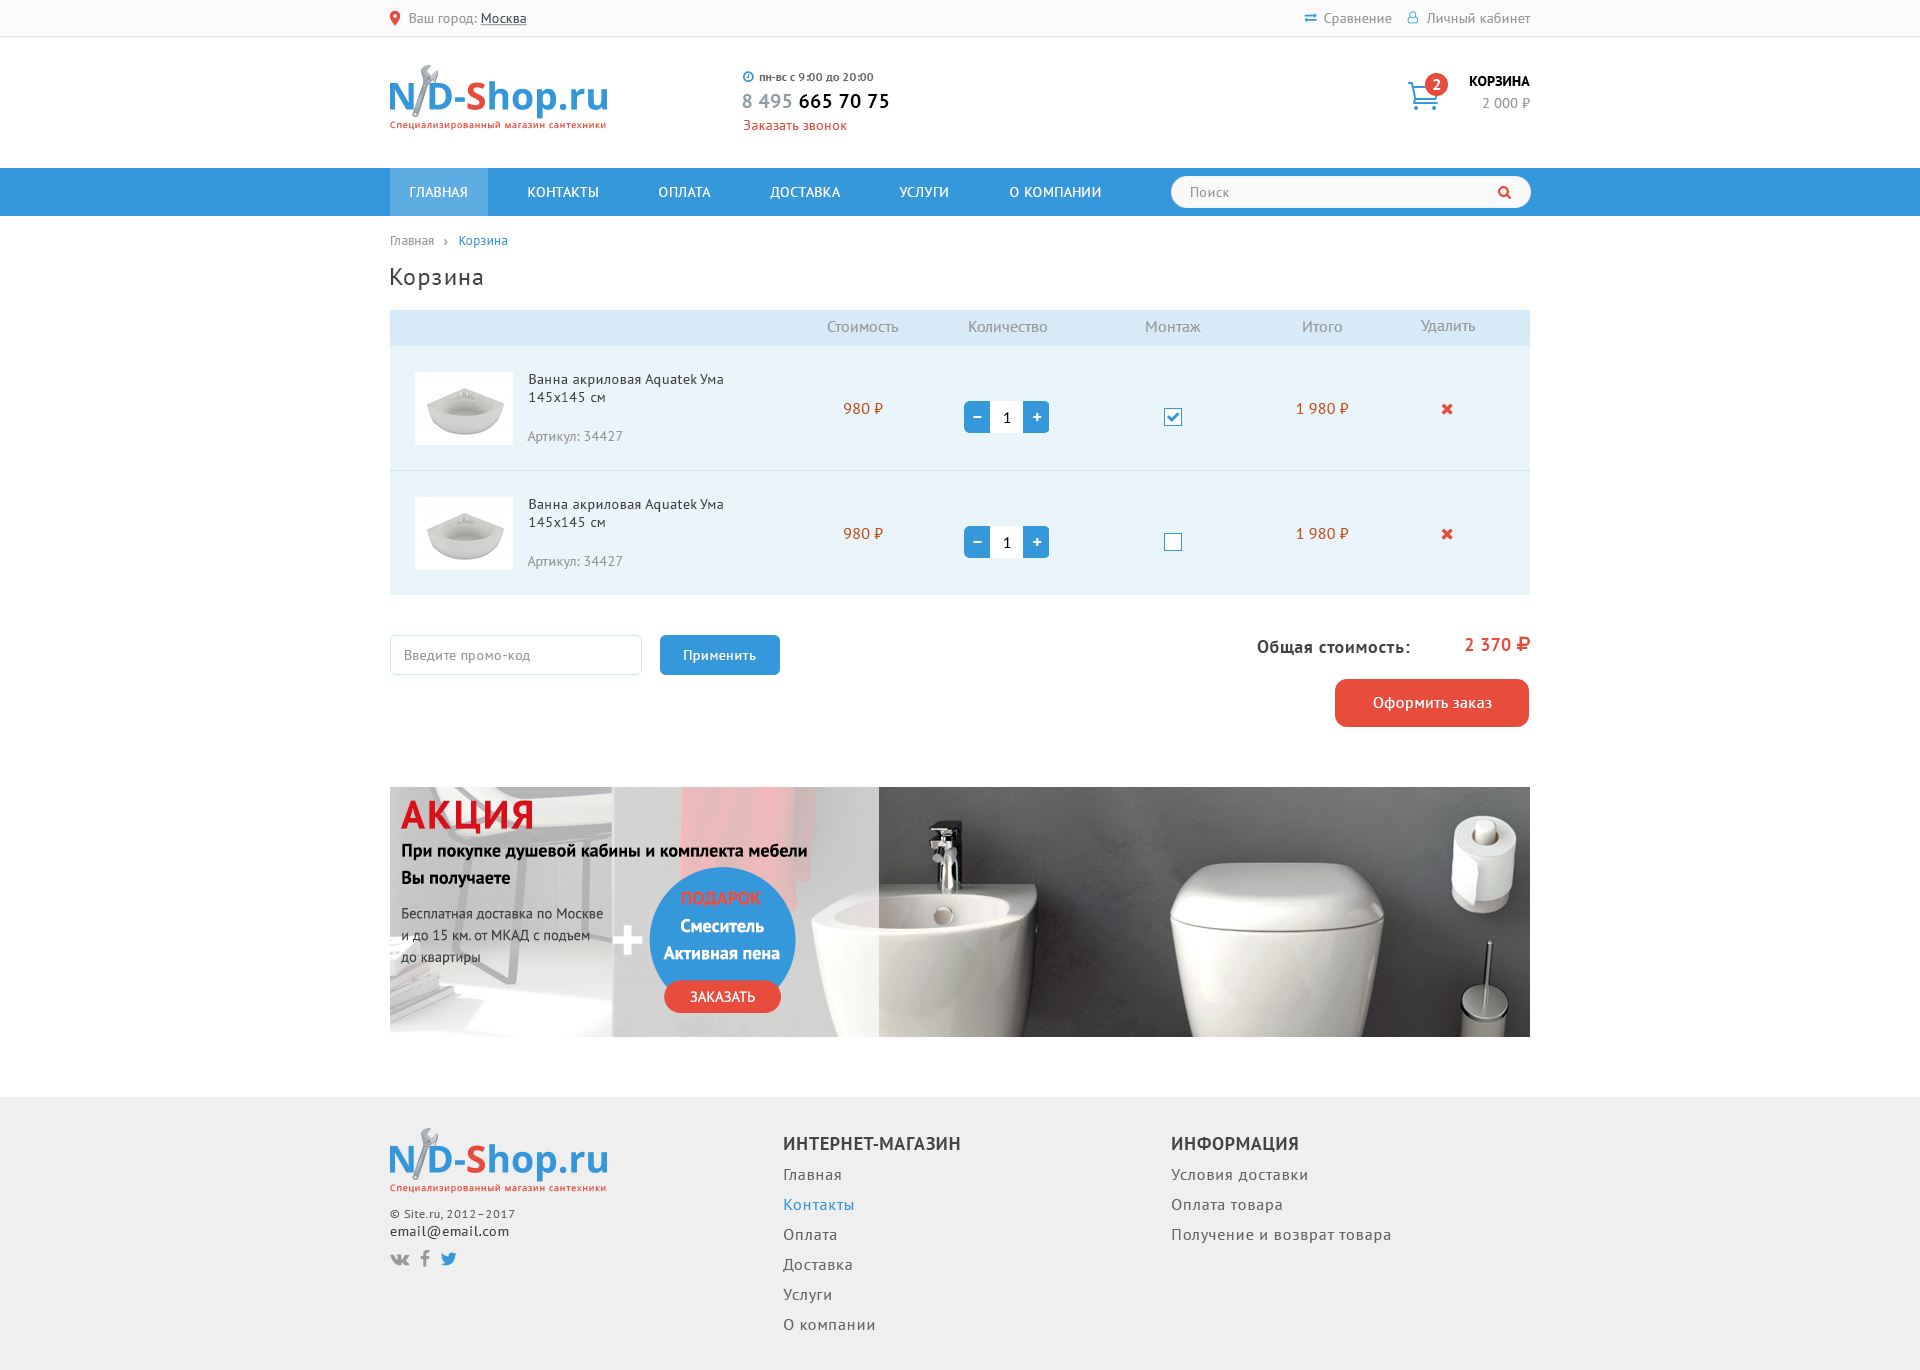 Ваш город: Москва
Сравнение
Личный кабинет
N/D-Shop.ru
Специализированный магазин сантехники
пн-вс с 9:00 до 20:00
8 495 665 70 75
Заказать звонок
2
КОРЗИНА
2 000 ₽
ГЛАВНАЯ
КОНТАКТЫ
ОПЛАТА
ДОСТАВКА
УСЛУГИ
О КОМПАНИИ
Поиск
Главная › Корзина
Корзина
Стоимость
Количество
Монтаж
Итого
Удалить
Ванна акриловая Aquatek Ума
145x145 см
Артикул: 34427
980 ₽
− 1 +
1 980 ₽
Ванна акриловая Aquatek Ума
145x145 см
Артикул: 34427
980 ₽
− 1 +
1 980 ₽
Введите промо-код
Применить
Общая стоимость:
2 370 ₽
Оформить заказ
АКЦИЯ
При покупке душевой кабины и комплекта мебели
Вы получаете
Бесплатная доставка по Москве
и до 15 км. от МКАД с подъем
до квартиры
+
ПОДАРОК
Смеситель
Активная пена
ЗАКАЗАТЬ
N/D-Shop.ru
Специализированный магазин сантехники
© Site.ru, 2012–2017
email@email.com
ИНТЕРНЕТ-МАГАЗИН
Главная
Контакты
Оплата
Доставка
Услуги
О компании
ИНФОРМАЦИЯ
Условия доставки
Оплата товара
Получение и возврат товара